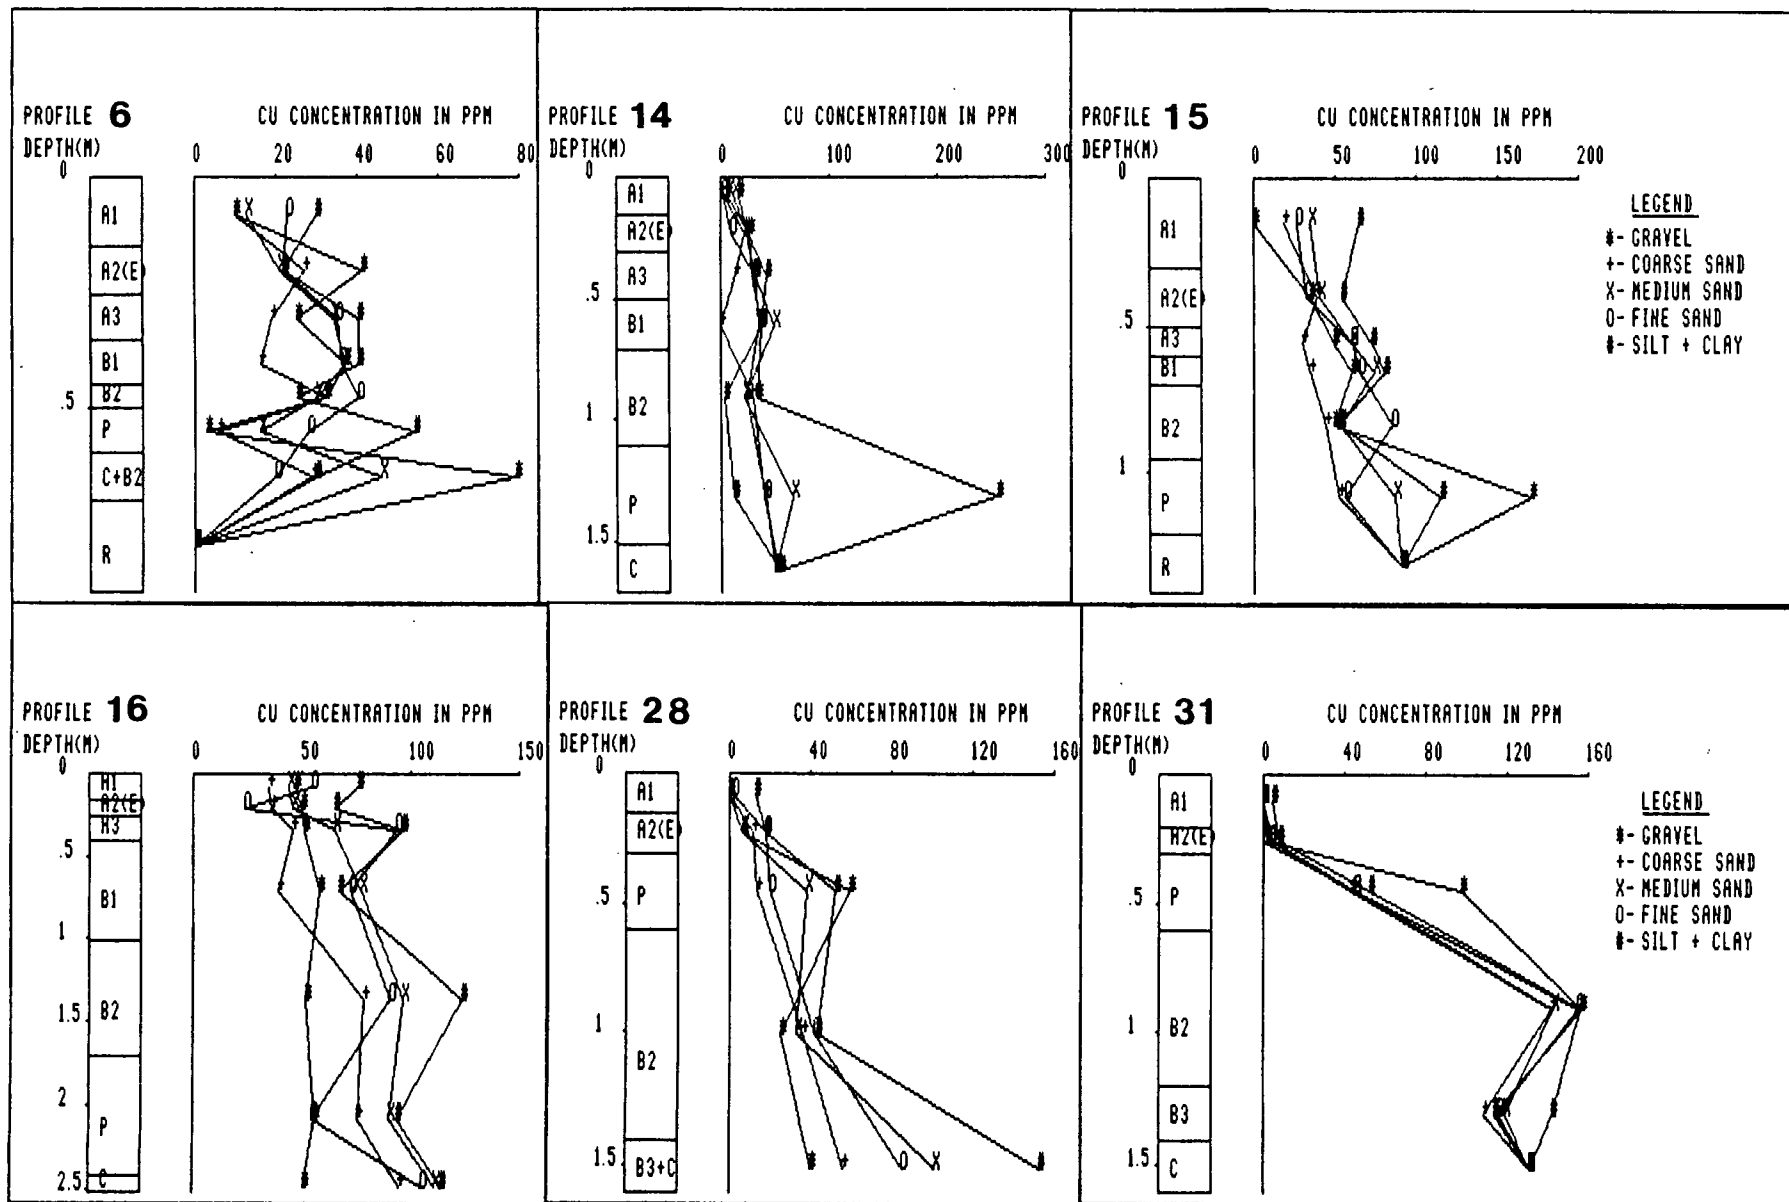 PROFILE 6 CU CONCENTRATION IN PPM
DEPTH(M)
0 20 40 60 80
0
A1
A2(E)
A3
B1
B2
.5
P
C+B2
R
PROFILE 14 CU CONCENTRATION IN PPM
DEPTH(M)
0 100 200 300
0
A1
A2(E)
A3
.5
B1
B2
1
P
1.5
C
PROFILE 15 CU CONCENTRATION IN PPM
DEPTH(M)
0 50 100 150 200
0
A1
A2(E)
.5
A3
B1
B2
1
P
R
LEGEND
#- GRAVEL
+- COARSE SAND
X- MEDIUM SAND
O- FINE SAND
#- SILT + CLAY
PROFILE 16 CU CONCENTRATION IN PPM
DEPTH(M)
0 50 100 150
0
A1
A2(E)
A3
.5
B1
1
B2
1.5
2
P
2.5
C
PROFILE 28 CU CONCENTRATION IN PPM
DEPTH(M)
0 40 80 120 160
0
A1
A2(E)
P
.5
1
B2
1.5
B3+C
PROFILE 31 CU CONCENTRATION IN PPM
DEPTH(M)
0 40 80 120 160
0
A1
A2(E)
P
.5
1
B2
B3
1.5
C
LEGEND
#- GRAVEL
+- COARSE SAND
X- MEDIUM SAND
O- FINE SAND
#- SILT + CLAY